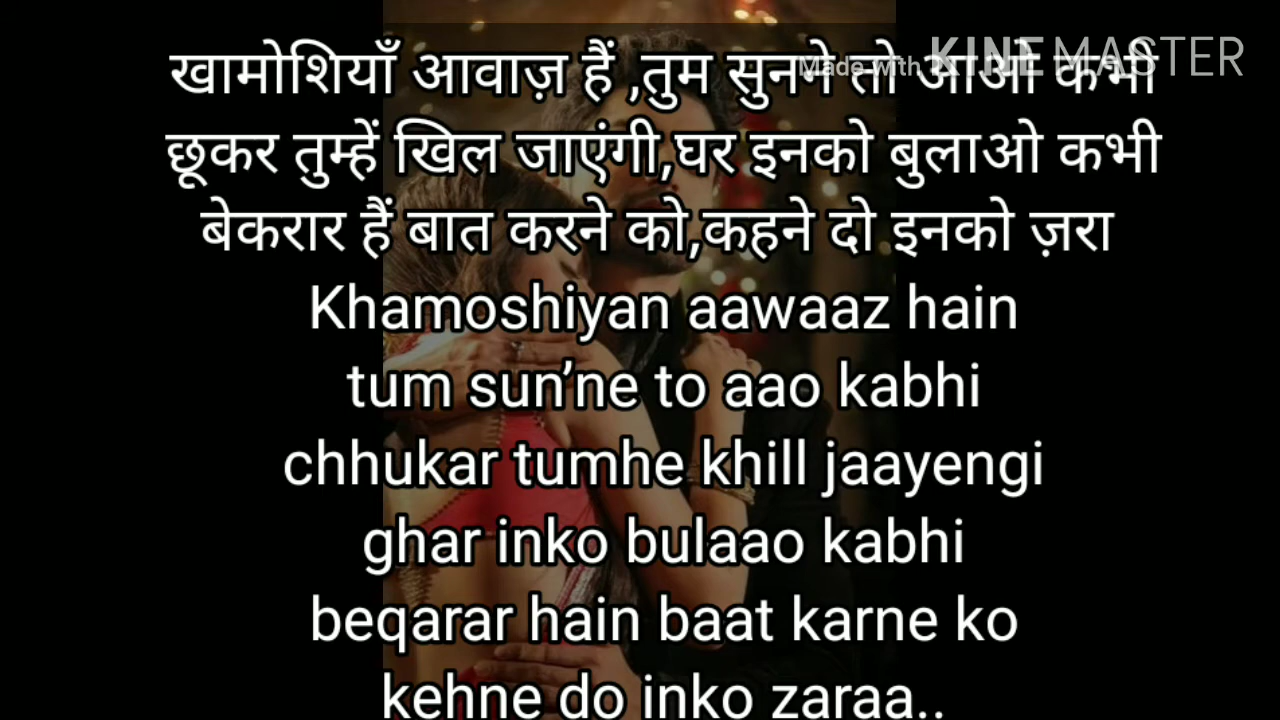 Made with KINEMASTER
खामोशियाँ आवाज़ हैं ,तुम सुनने तो आओ कभी
छूकर तुम्हें खिल जाएंगी,घर इनको बुलाओ कभी
बेकरार हैं बात करने को,कहने दो इनको ज़रा
Khamoshiyan aawaaz hain
tum sun’ne to aao kabhi
chhukar tumhe khill jaayengi
ghar inko bulaao kabhi
beqarar hain baat karne ko
kehne do inko zaraa..